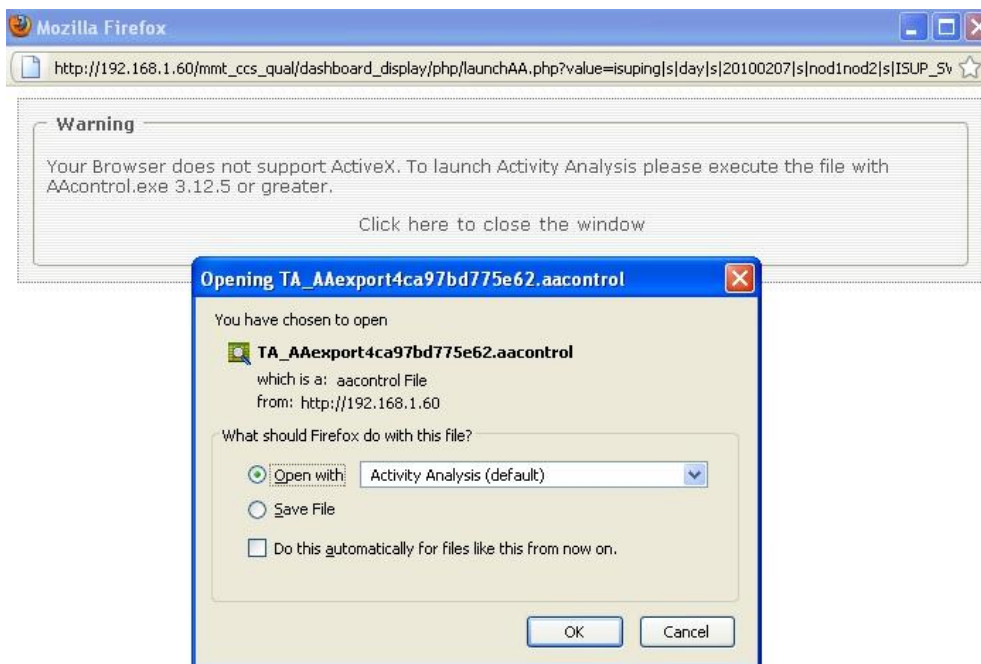 Mozilla Firefox
http://192.168.1.60/mmt_ccs_qual/dashboard_display/php/launchAA.php?value=isuping|s|day|s|20100207|s|nod1nod2|s|ISUP_SV
Warning
Your Browser does not support ActiveX. To launch Activity Analysis please execute the file with
AAcontrol.exe 3.12.5 or greater.
Click here to close the window
Opening TA_AAexport4ca97bd775e62.aacontrol
You have chosen to open
TA_AAexport4ca97bd775e62.aacontrol
which is a: aacontrol File
from: http://192.168.1.60
What should Firefox do with this file?
Open with Activity Analysis (default)
Save File
Do this automatically for files like this from now on.
OK Cancel